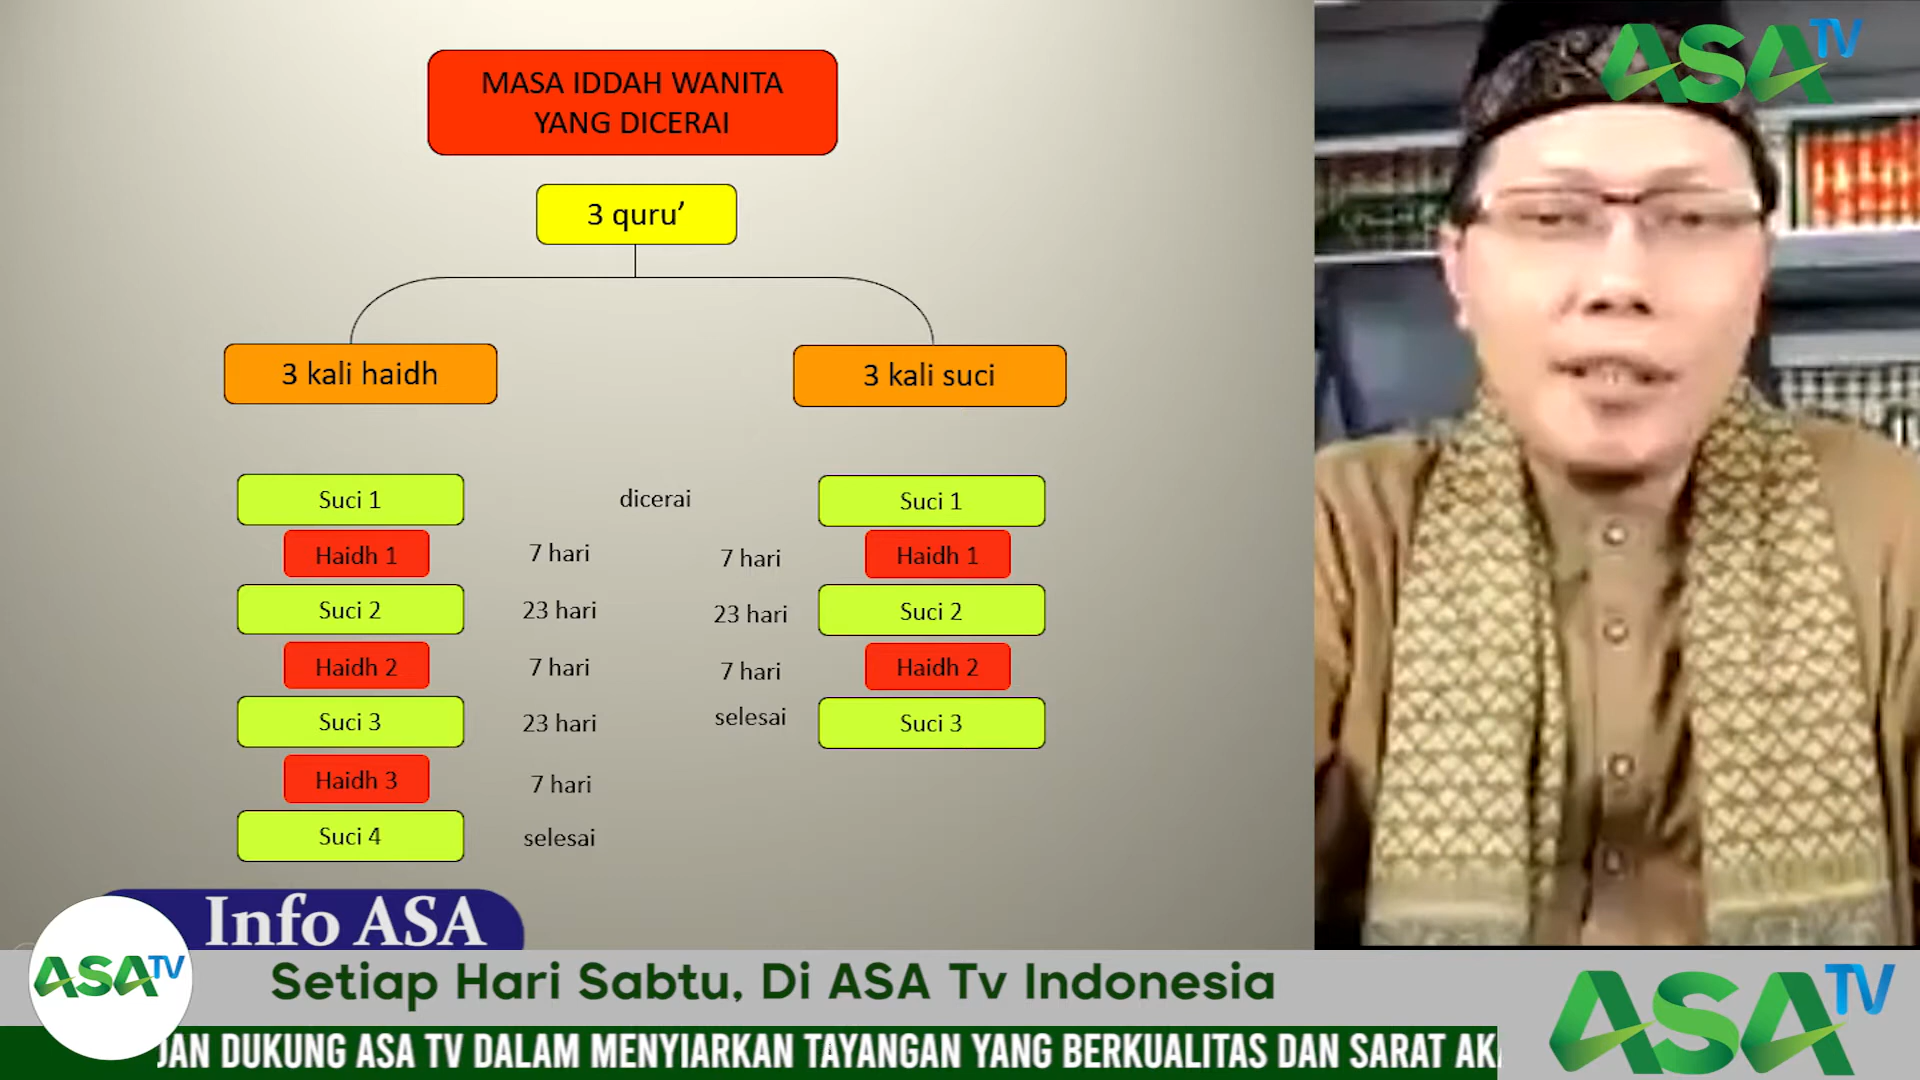 MASA IDDAH WANITA
YANG DICERAI
3 quru’
3 kali haidh
3 kali suci
Suci 1
dicerai
Suci 1
Haidh 1
7 hari
7 hari
Haidh 1
Suci 2
23 hari
23 hari
Suci 2
Haidh 2
7 hari
7 hari
Haidh 2
Suci 3
23 hari
selesai
Suci 3
Haidh 3
7 hari
Suci 4
selesai
ASA TV
Info ASA
ASA TV
Setiap Hari Sabtu, Di ASA Tv Indonesia
DAN DUKUNG ASA TV DALAM MENYIARKAN TAYANGAN YANG BERKUALITAS DAN SARAT
ASA TV